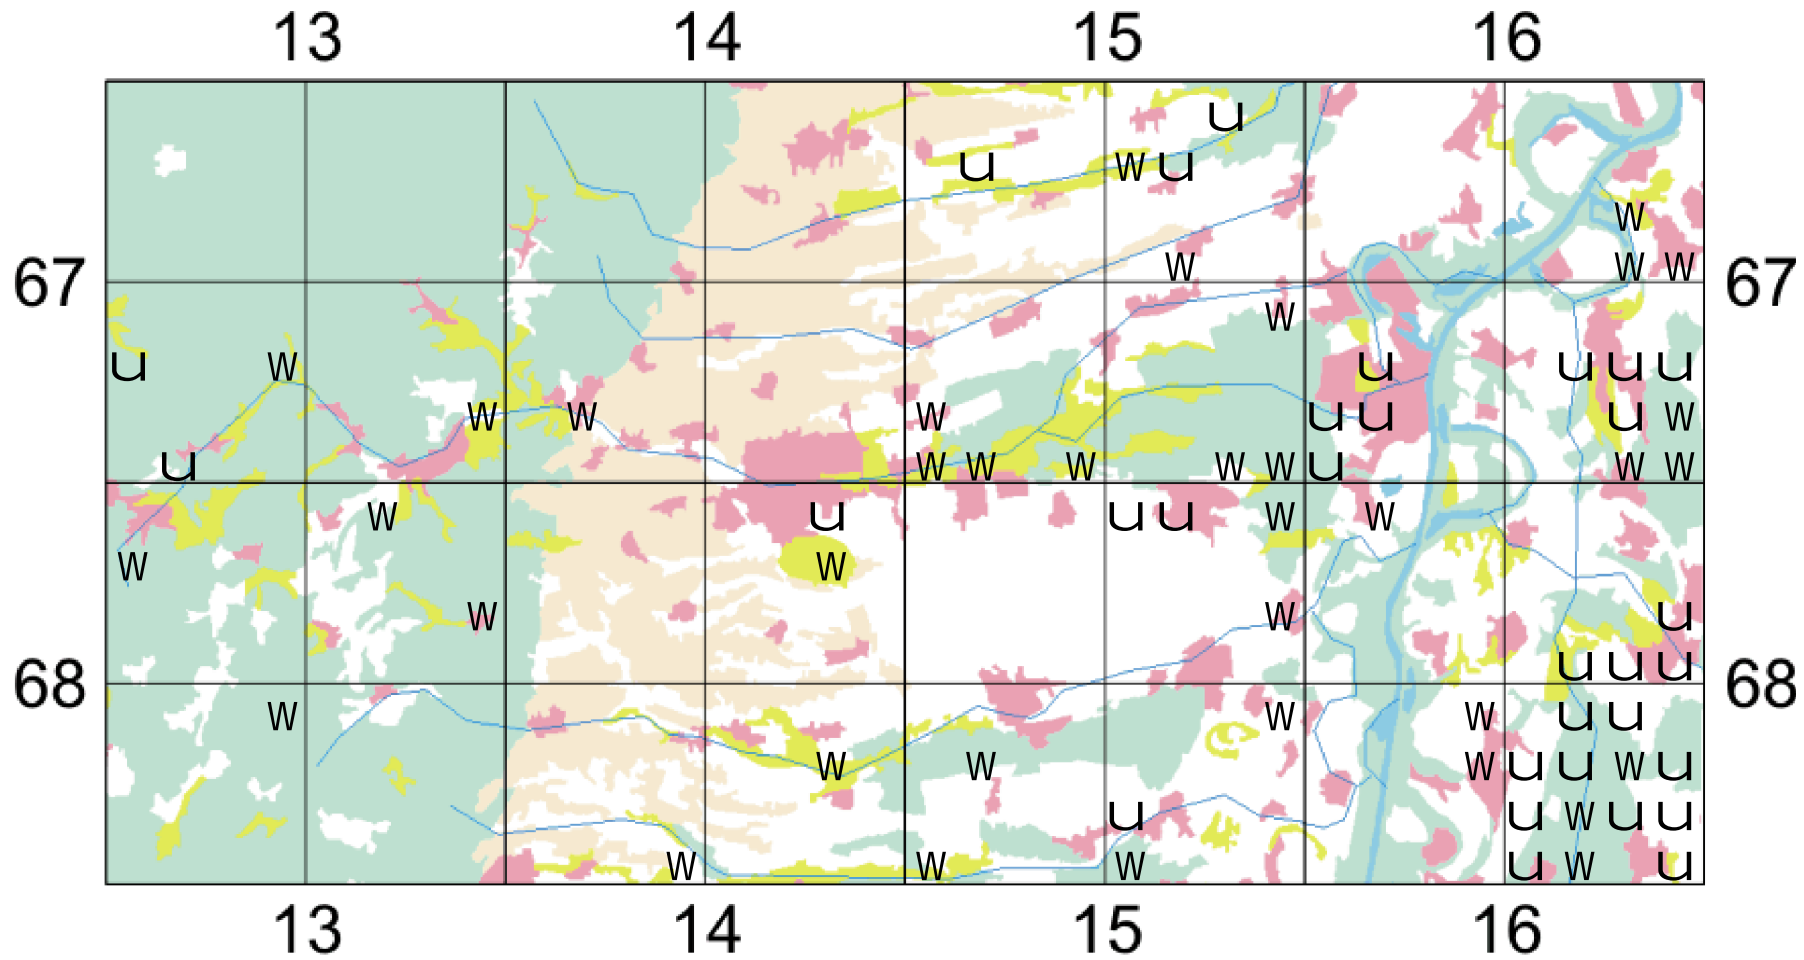 13 14 15 16
u
u w u
w
67 w w w 67
w
u w u u u u
w w w u u u w
u w w w w w u w w
w u u u w w
w w
w w u
u u u
68 68
w w w u u
w w w u u w u
u u w u u
w w w u w u
13 14 15 16